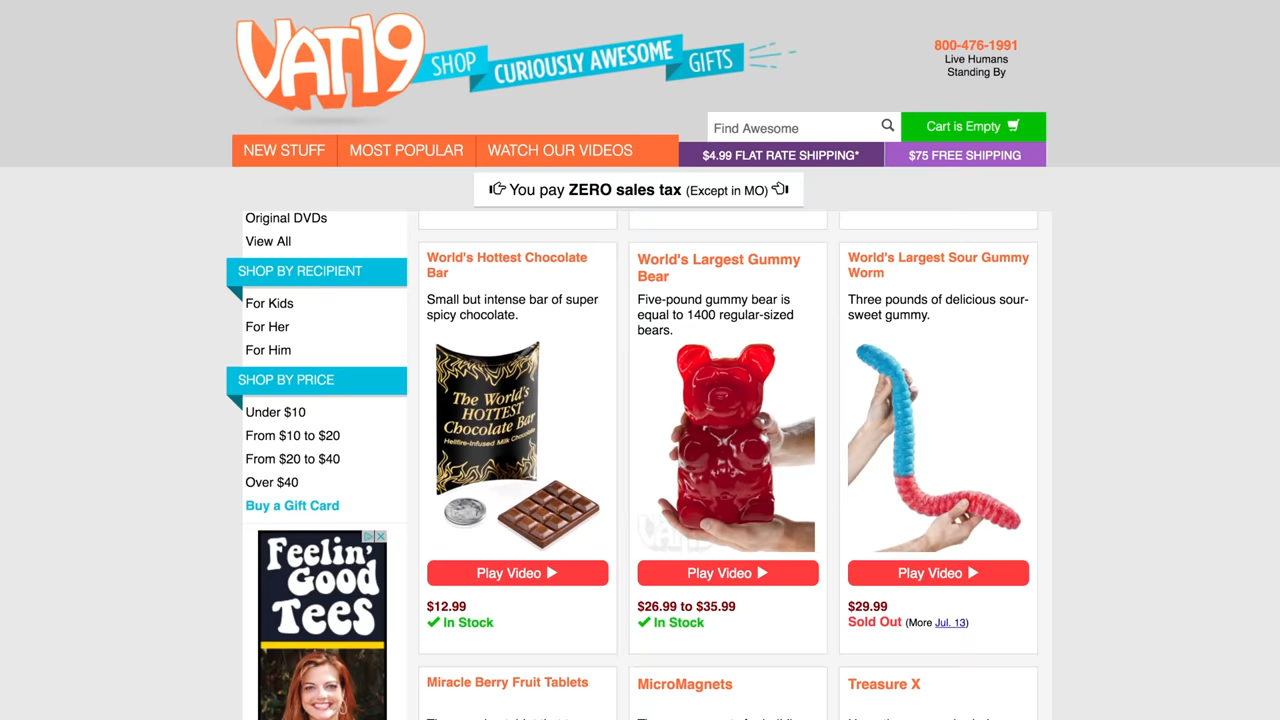 VAT19
SHOP CURIOUSLY AWESOME GIFTS
800-476-1991
Live Humans
Standing By
Find Awesome
Cart is Empty
NEW STUFF
MOST POPULAR
WATCH OUR VIDEOS
$4.99 FLAT RATE SHIPPING*
$75 FREE SHIPPING
You pay ZERO sales tax (Except in MO)
Original DVDs
View All
SHOP BY RECIPIENT
For Kids
For Her
For Him
SHOP BY PRICE
Under $10
From $10 to $20
From $20 to $40
Over $40
Buy a Gift Card
Feelin'
Good
Tees
World's Hottest Chocolate
Bar
Small but intense bar of super
spicy chocolate.
The World's
HOTTEST
Chocolate Bar
Hellfire-Infused Milk Chocolate
Play Video
$12.99
In Stock
World's Largest Gummy
Bear
Five-pound gummy bear is
equal to 1400 regular-sized
bears.
VAT19
Play Video
$26.99 to $35.99
In Stock
World's Largest Sour Gummy
Worm
Three pounds of delicious sour-
sweet gummy.
Play Video
$29.99
Sold Out (More Jul. 13)
Miracle Berry Fruit Tablets
MicroMagnets
Treasure X